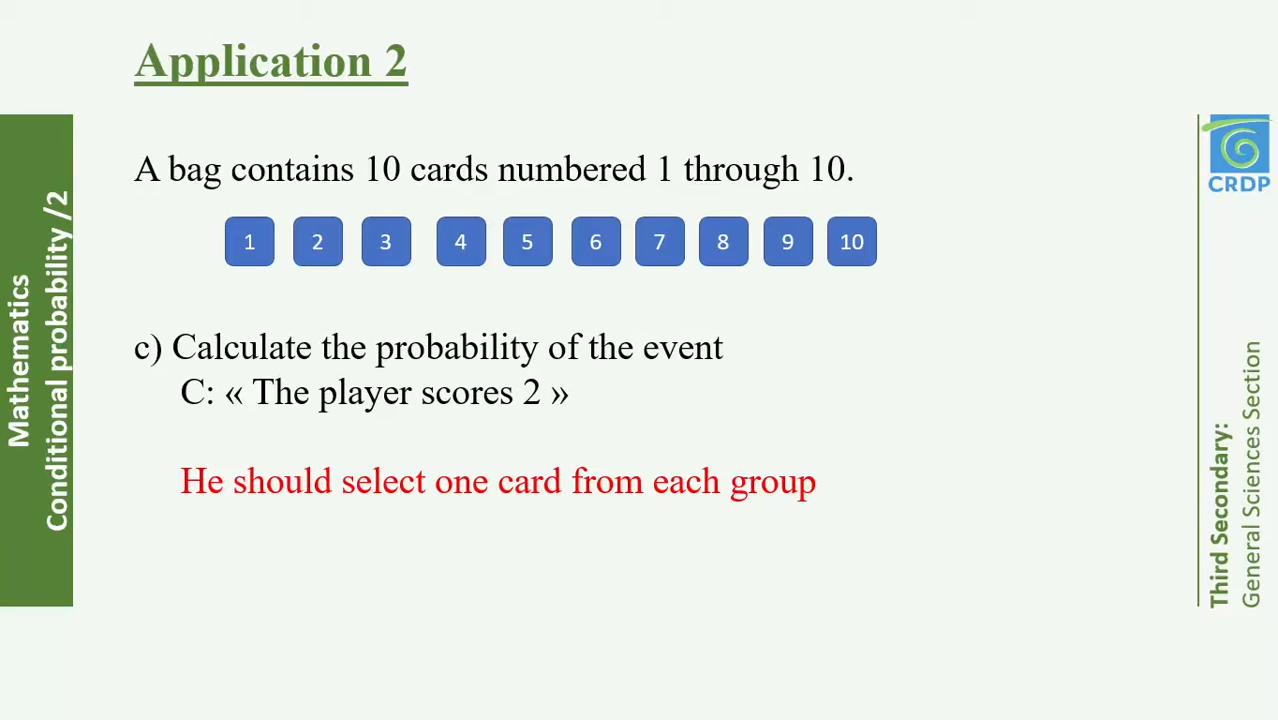 Application 2
A bag contains 10 cards numbered 1 through 10.
1 2 3 4 5 6 7 8 9 10
c) Calculate the probability of the event
C: « The player scores 2 »
He should select one card from each group
Mathematics
Conditional probability /2
CRDP
Third Secondary:
General Sciences Section